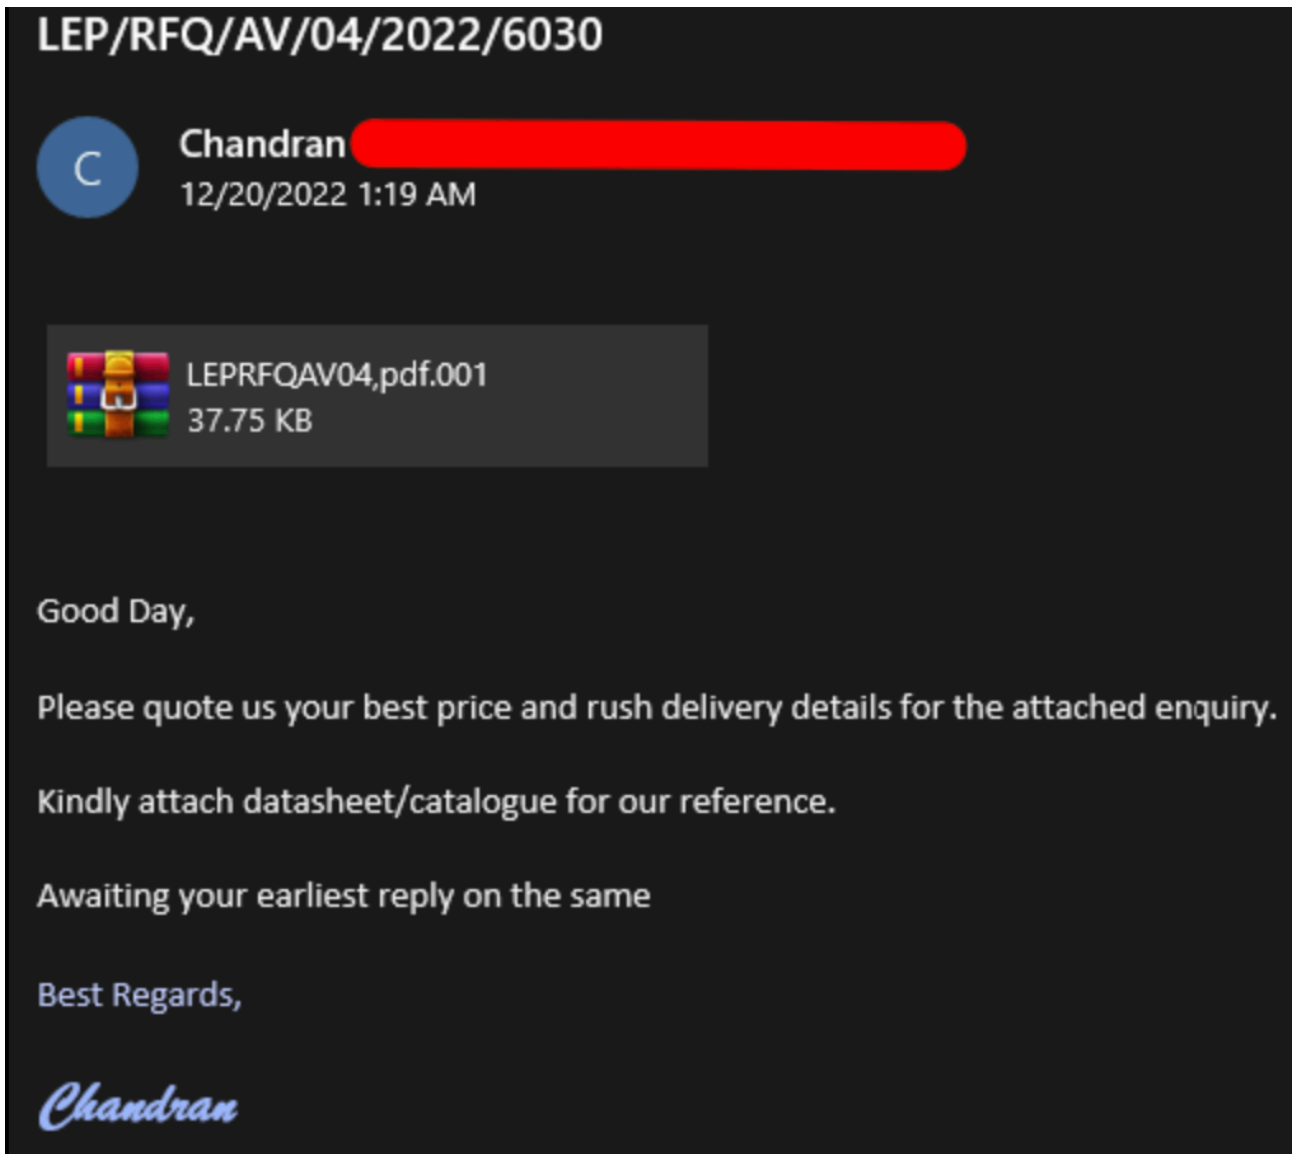 LEP/RFQ/AV/04/2022/6030
C
Chandran
12/20/2022 1:19 AM
LEPRFQAV04,pdf.001
37.75 KB
Good Day,
Please quote us your best price and rush delivery details for the attached enquiry.
Kindly attach datasheet/catalogue for our reference.
Awaiting your earliest reply on the same
Best Regards,
Chandran